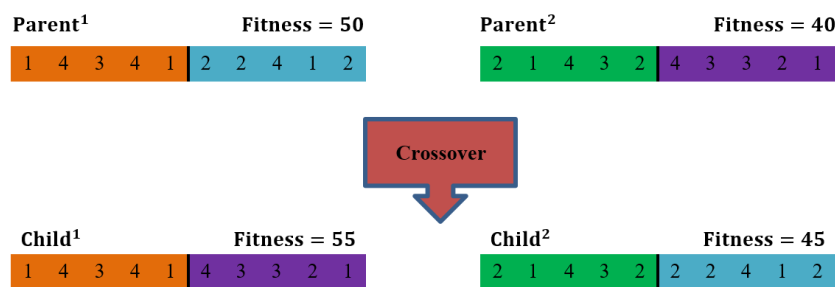 Parent¹ Fitness = 50 Parent² Fitness = 40
1 4 3 4 1 2 2 4 1 2 2 1 4 3 2 4 3 3 2 1
Crossover
Child¹ Fitness = 55 Child² Fitness = 45
1 4 3 4 1 4 3 3 2 1 2 1 4 3 2 2 2 4 1 2